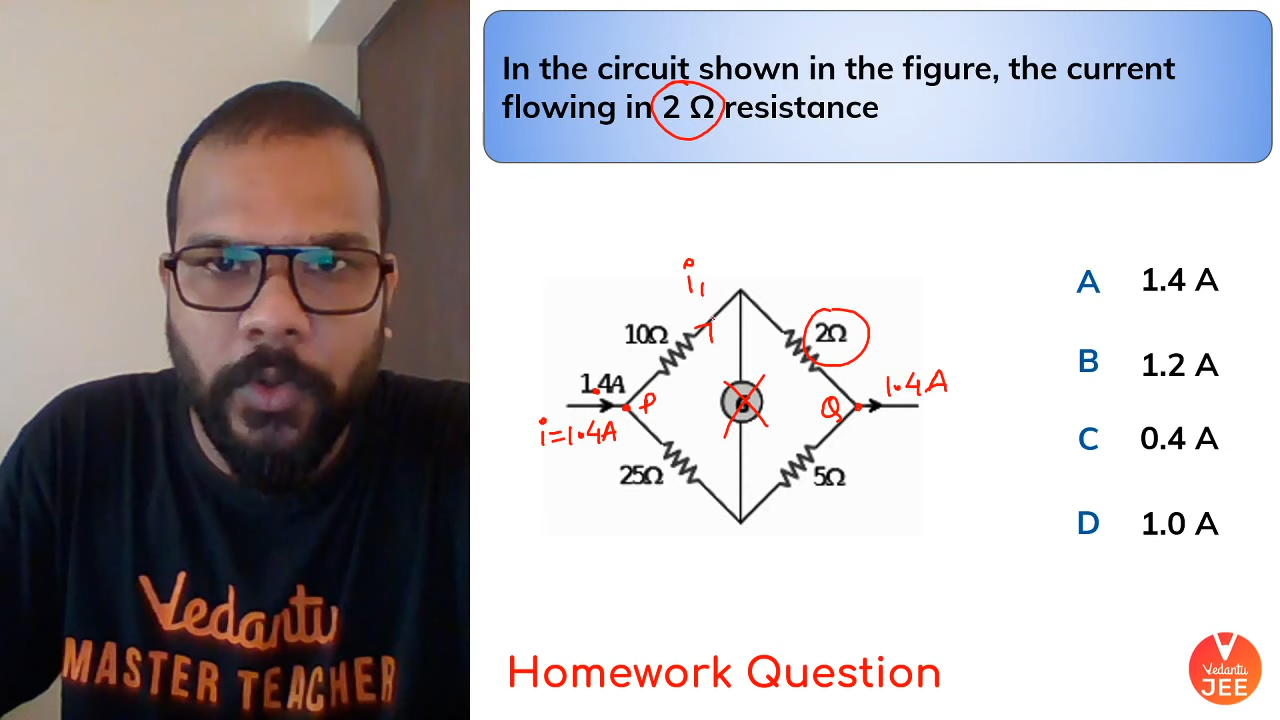 In the circuit shown in the figure, the current
flowing in 2 Ω resistance
i₁
10Ω
2Ω
1.4A
P
Q
1.4A
i=1.4A
25Ω
5Ω
A 1.4 A
B 1.2 A
C 0.4 A
D 1.0 A
Vedantu
MASTER TEACHER
Homework Question
Vedantu
JEE